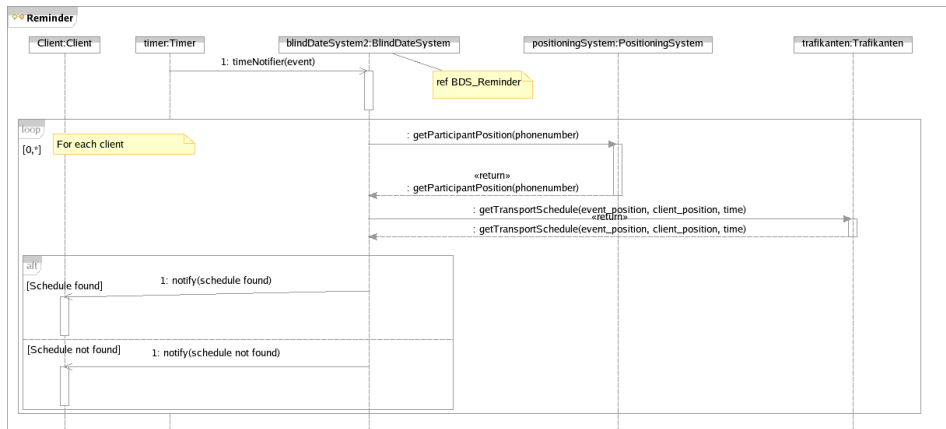 Reminder
Client:Client
timer:Timer
blindDateSystem2:BlindDateSystem
positioningSystem:PositioningSystem
trafikanten:Trafikanten
1: timeNotifier(event)
ref BDS_Reminder
loop
[0,*]
For each client
: getParticipantPosition(phonenumber)
«return»
: getParticipantPosition(phonenumber)
: getTransportSchedule(event_position, client_position, time)
«return»
: getTransportSchedule(event_position, client_position, time)
alt
[Schedule found]
1: notify(schedule found)
[Schedule not found]
1: notify(schedule not found)